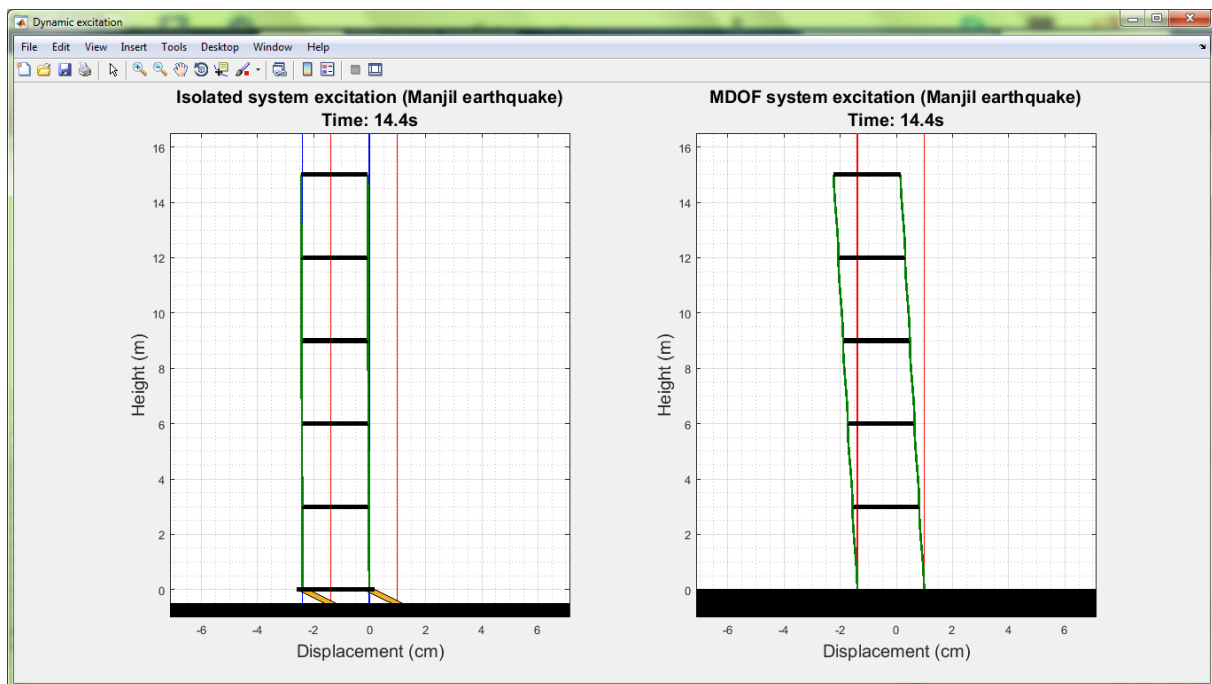 Dynamic excitation
File Edit View Insert Tools Desktop Window Help
Isolated system excitation (Manjil earthquake)
Time: 14.4s
16
14
12
10
8
6
4
2
0
Height (m)
-6 -4 -2 0 2 4 6
Displacement (cm)
MDOF system excitation (Manjil earthquake)
Time: 14.4s
16
14
12
10
8
6
4
2
0
Height (m)
-6 -4 -2 0 2 4 6
Displacement (cm)